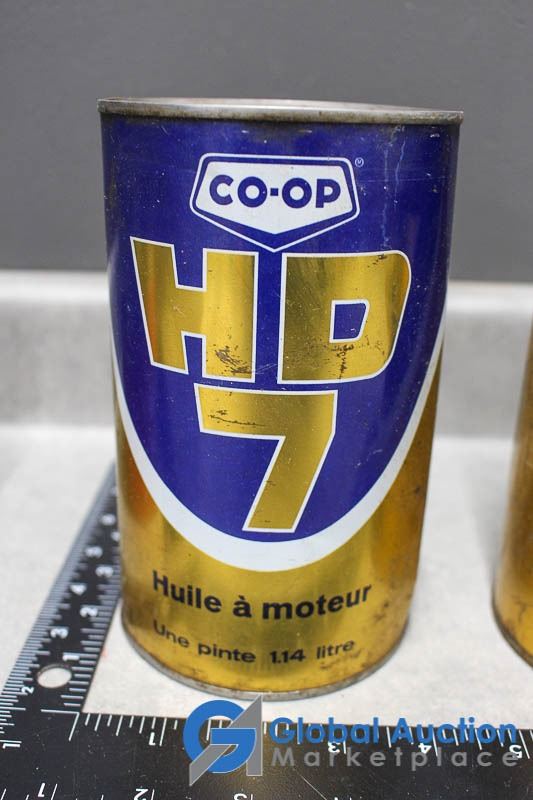 CO-OP
HD
7
Huile à moteur
Une pinte 1.14 litre
Global Auction
Marketplace